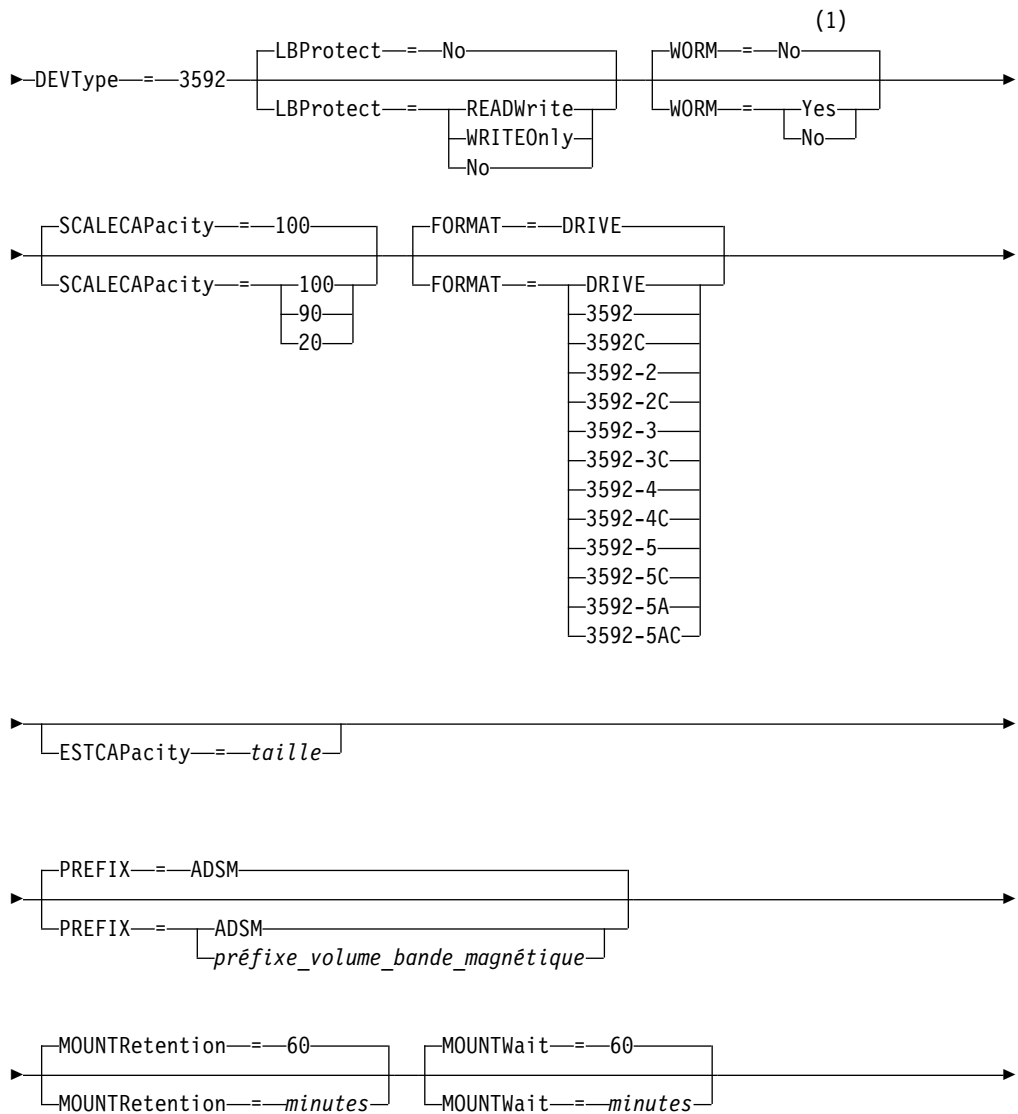 (1)
LBProtect = No WORM = No
DEVType = 3592
LBProtect = READWrite WORM = Yes
WRITEOnly No
No
SCALECAPacity = 100 FORMAT = DRIVE
SCALECAPacity = 100 FORMAT = DRIVE
90 3592
20 3592C
3592-2
3592-2C
3592-3
3592-3C
3592-4
3592-4C
3592-5
3592-5C
3592-5A
3592-5AC
ESTCAPacity = taille
PREFIX = ADSM
PREFIX = ADSM
préfixe_volume_bande_magnétique
MOUNTRetention = 60 MOUNTWait = 60
MOUNTRetention = minutes MOUNTWait = minutes